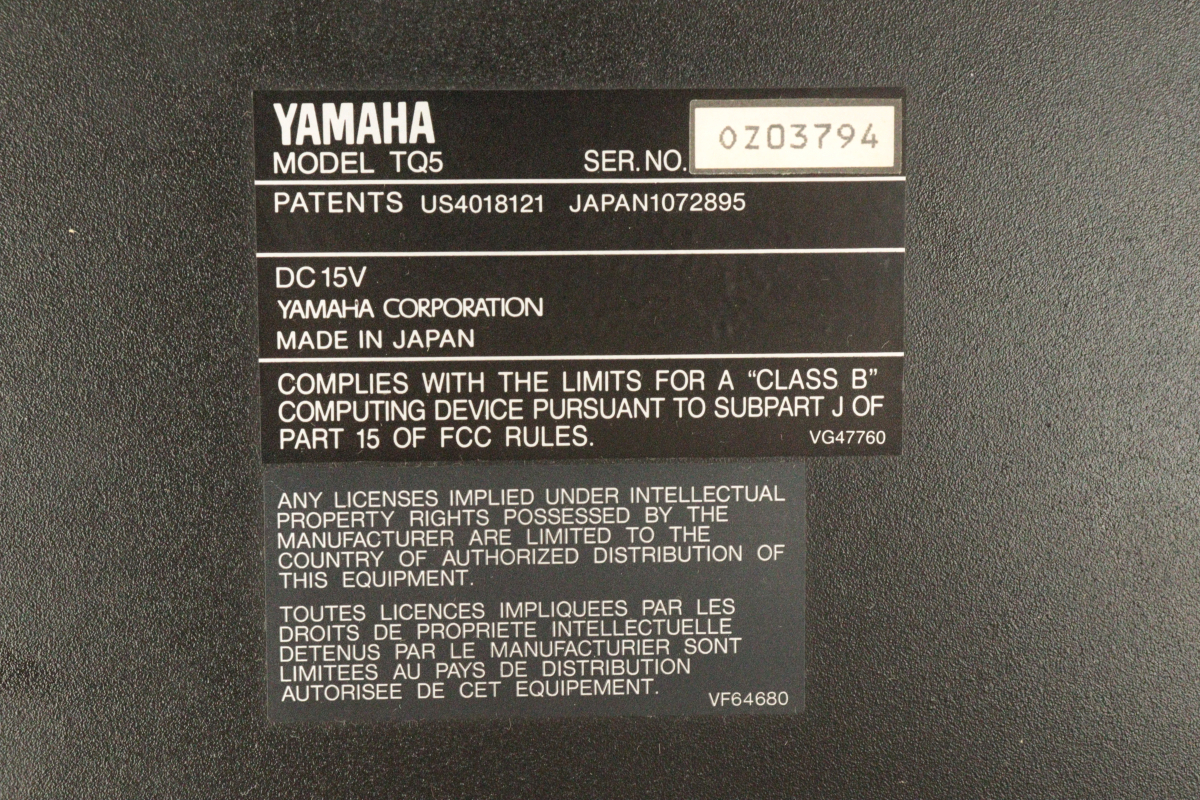 YAMAHA
MODEL TQ5 SER. NO. 0Z03794
PATENTS US4018121 JAPAN1072895
DC 15V
YAMAHA CORPORATION
MADE IN JAPAN
COMPLIES WITH THE LIMITS FOR A “CLASS B”
COMPUTING DEVICE PURSUANT TO SUBPART J OF
PART 15 OF FCC RULES. VG47760
ANY LICENSES IMPLIED UNDER INTELLECTUAL
PROPERTY RIGHTS POSSESSED BY THE
MANUFACTURER ARE LIMITED TO THE
COUNTRY OF AUTHORIZED DISTRIBUTION OF
THIS EQUIPMENT.
TOUTES LICENCES IMPLIQUEES PAR LES
DROITS DE PROPRIETE INTELLECTUELLE
DETENUS PAR LE MANUFACTURIER SONT
LIMITEES AU PAYS DE DISTRIBUTION
AUTORISEE DE CET EQUIPEMENT. VF64680